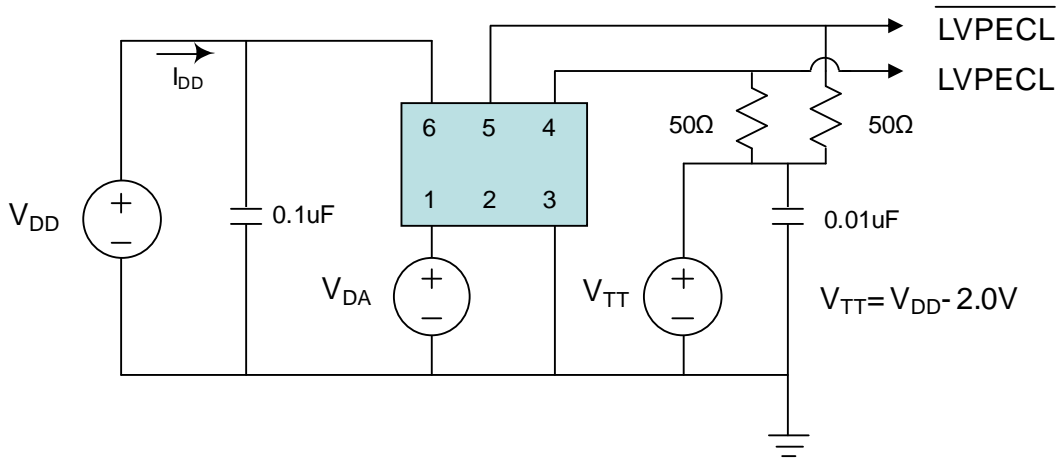 L̅V̅P̅E̅C̅L̅
LVPECL
I_DD
6 5 4
50Ω 50Ω
1 2 3
V_DD
0.1uF
0.01uF
V_DA
V_TT
V_TT= V_DD- 2.0V
+
−
+
−
+
−